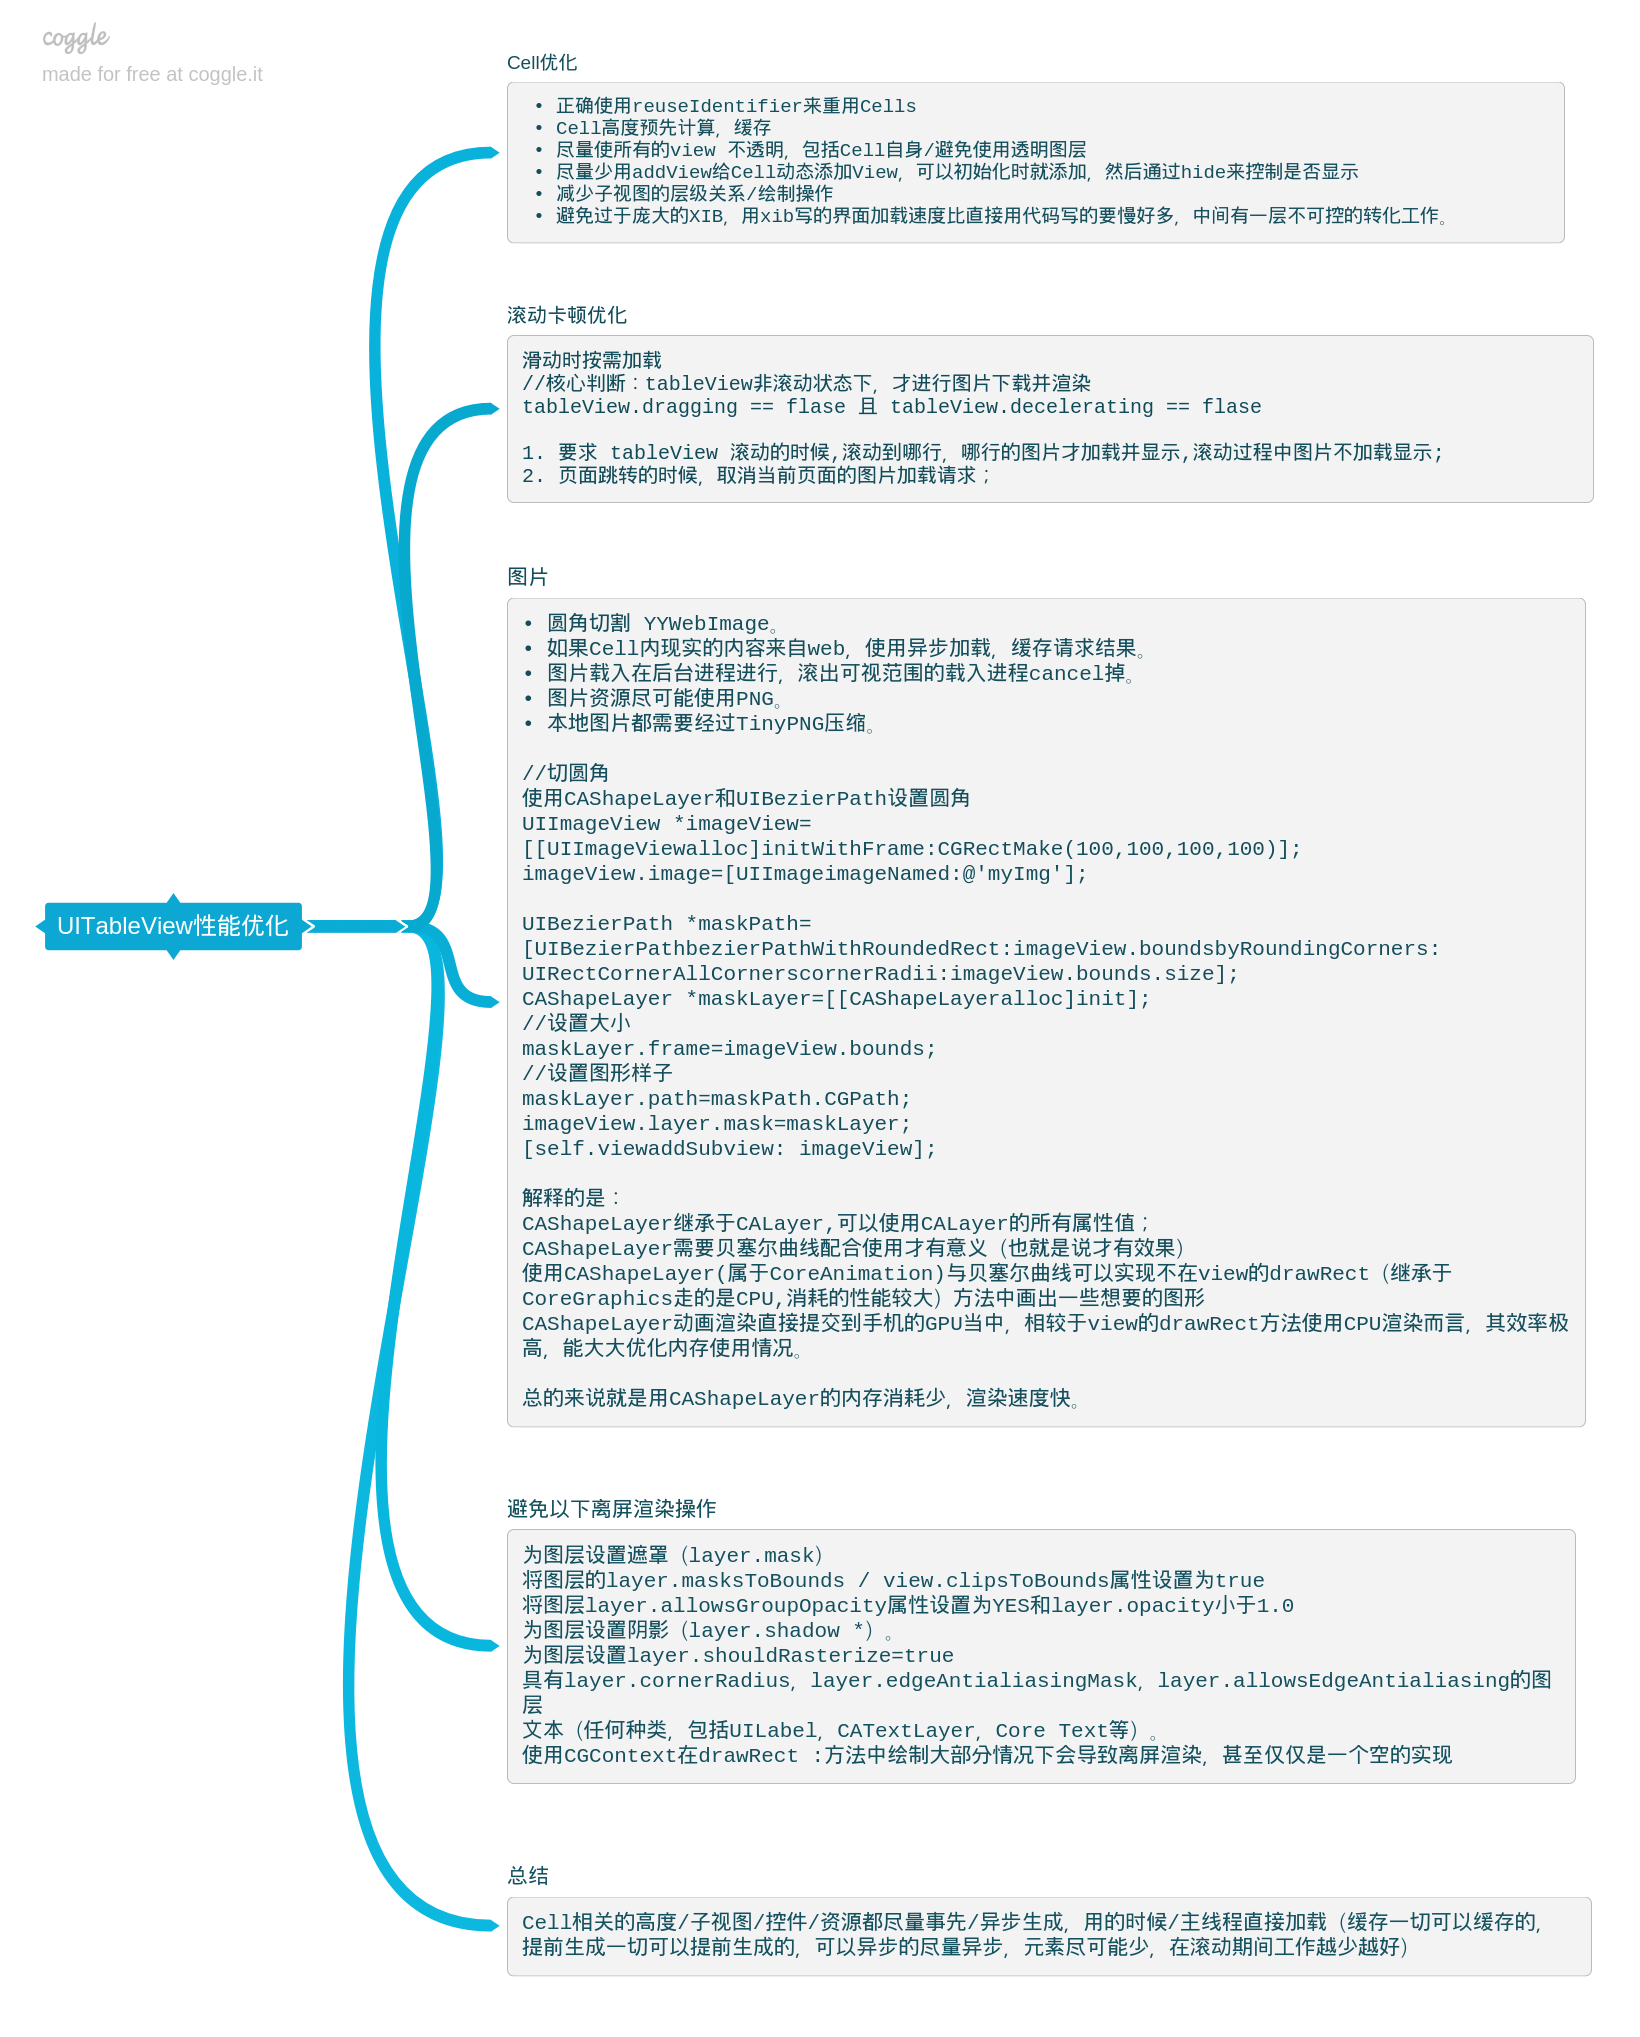 coggle
made for free at coggle.it
UITableView性能优化
Cell优化
• 正确使用reuseIdentifier来重用Cells
• Cell高度预先计算，缓存
• 尽量使所有的view 不透明，包括Cell自身/避免使用透明图层
• 尽量少用addView给Cell动态添加View，可以初始化时就添加，然后通过hide来控制是否显示
• 减少子视图的层级关系/绘制操作
• 避免过于庞大的XIB，用xib写的界面加载速度比直接用代码写的要慢好多，中间有一层不可控的转化工作。
滚动卡顿优化
滑动时按需加载
//核心判断：tableView非滚动状态下，才进行图片下载并渲染
tableView.dragging == flase 且 tableView.decelerating == flase
1. 要求 tableView 滚动的时候,滚动到哪行，哪行的图片才加载并显示,滚动过程中图片不加载显示;
2. 页面跳转的时候，取消当前页面的图片加载请求；
图片
• 圆角切割 YYWebImage。
• 如果Cell内现实的内容来自web，使用异步加载，缓存请求结果。
• 图片载入在后台进程进行，滚出可视范围的载入进程cancel掉。
• 图片资源尽可能使用PNG。
• 本地图片都需要经过TinyPNG压缩。
//切圆角
使用CAShapeLayer和UIBezierPath设置圆角
UIImageView *imageView=
[[UIImageViewalloc]initWithFrame:CGRectMake(100,100,100,100)];
imageView.image=[UIImageimageNamed:@'myImg'];
UIBezierPath *maskPath=
[UIBezierPathbezierPathWithRoundedRect:imageView.boundsbyRoundingCorners:
UIRectCornerAllCornerscornerRadii:imageView.bounds.size];
CAShapeLayer *maskLayer=[[CAShapeLayeralloc]init];
//设置大小
maskLayer.frame=imageView.bounds;
//设置图形样子
maskLayer.path=maskPath.CGPath;
imageView.layer.mask=maskLayer;
[self.viewaddSubview: imageView];
解释的是：
CAShapeLayer继承于CALayer,可以使用CALayer的所有属性值；
CAShapeLayer需要贝塞尔曲线配合使用才有意义（也就是说才有效果）
使用CAShapeLayer(属于CoreAnimation)与贝塞尔曲线可以实现不在view的drawRect（继承于
CoreGraphics走的是CPU,消耗的性能较大）方法中画出一些想要的图形
CAShapeLayer动画渲染直接提交到手机的GPU当中，相较于view的drawRect方法使用CPU渲染而言，其效率极
高，能大大优化内存使用情况。
总的来说就是用CAShapeLayer的内存消耗少，渲染速度快。
避免以下离屏渲染操作
为图层设置遮罩（layer.mask）
将图层的layer.masksToBounds / view.clipsToBounds属性设置为true
将图层layer.allowsGroupOpacity属性设置为YES和layer.opacity小于1.0
为图层设置阴影（layer.shadow *）。
为图层设置layer.shouldRasterize=true
具有layer.cornerRadius，layer.edgeAntialiasingMask，layer.allowsEdgeAntialiasing的图
层
文本（任何种类，包括UILabel，CATextLayer，Core Text等）。
使用CGContext在drawRect :方法中绘制大部分情况下会导致离屏渲染，甚至仅仅是一个空的实现
总结
Cell相关的高度/子视图/控件/资源都尽量事先/异步生成，用的时候/主线程直接加载（缓存一切可以缓存的，
提前生成一切可以提前生成的，可以异步的尽量异步，元素尽可能少，在滚动期间工作越少越好）